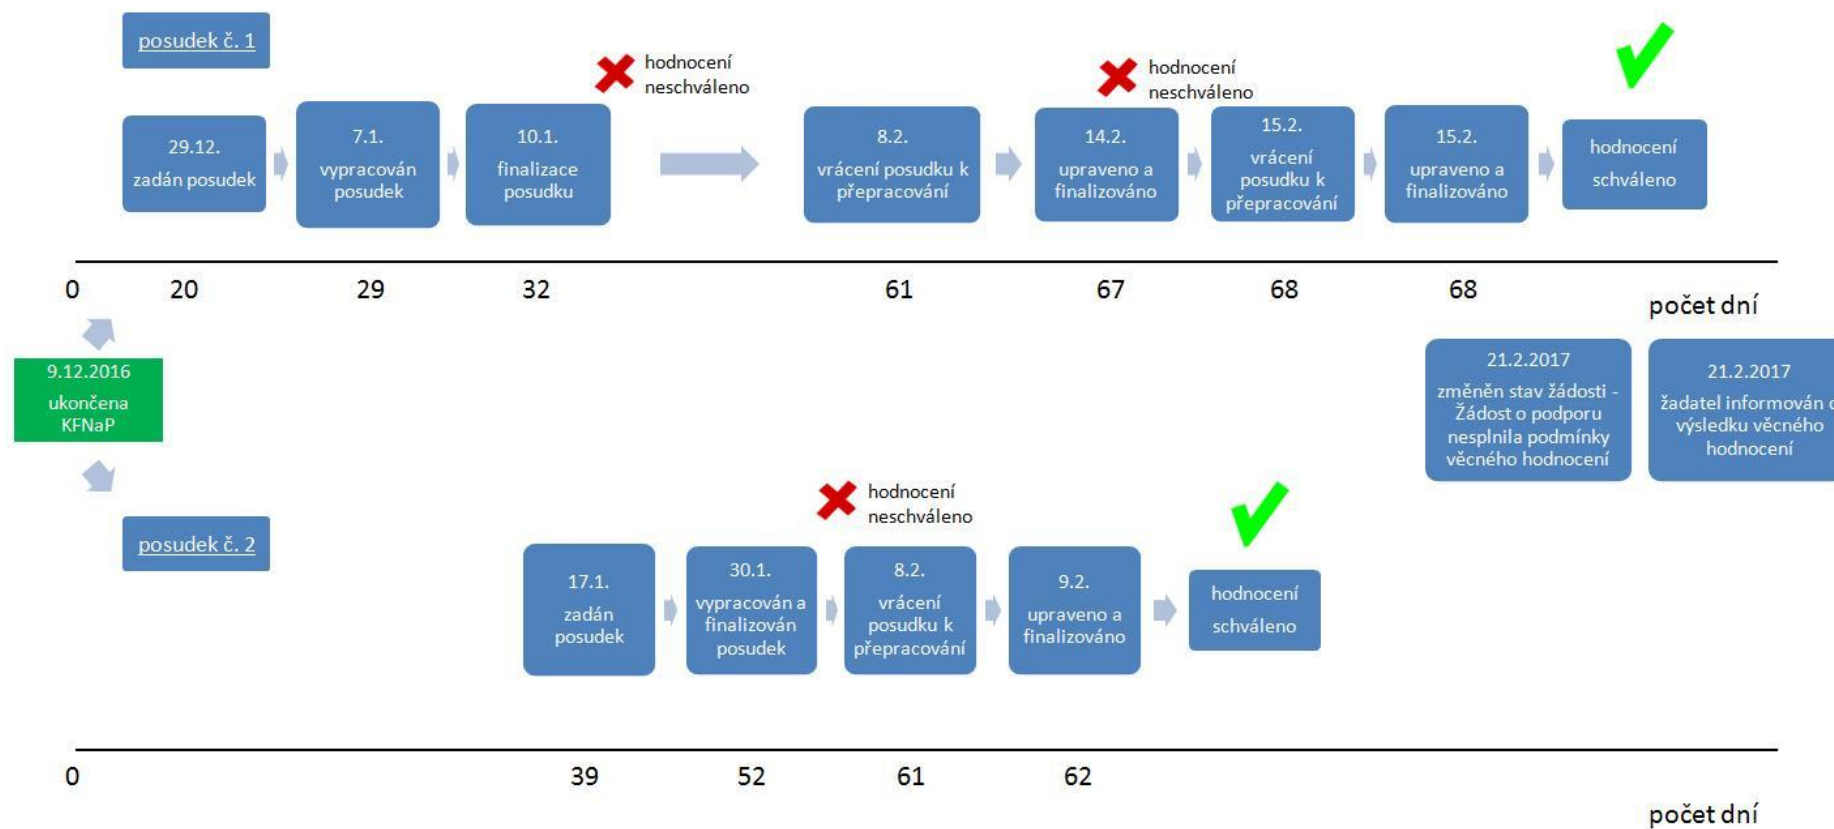 posudek č. 1
hodnocení
neschváleno
hodnocení
neschváleno
29.12.
zadán posudek
7.1.
vypracován
posudek
10.1.
finalizace
posudku
8.2.
vrácení posudku k
přepracování
14.2.
upraveno a
finalizováno
15.2.
vrácení
posudku k
přepracování
15.2.
upraveno a
finalizováno
hodnocení
schváleno
0 20 29 32 61 67 68 68
počet dní
9.12.2016
ukončena
KFNaP
21.2.2017
změněn stav žádosti -
Žádost o podporu
nesplnila podmínky
věcného hodnocení
21.2.2017
žadatel informován o
výsledku věcného
hodnocení
posudek č. 2
hodnocení
neschváleno
17.1.
zadán
posudek
30.1.
vypracován a
finalizován
posudek
8.2.
vrácení
posudku k
přepracování
9.2.
upraveno a
finalizováno
hodnocení
schváleno
0 39 52 61 62
počet dní